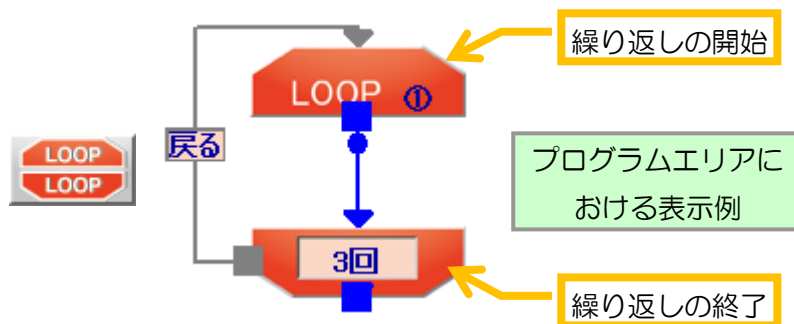 繰り返しの開始
LOOP ①
戻る
LOOP
LOOP
プログラムエリアに
おける表示例
3回
繰り返しの終了